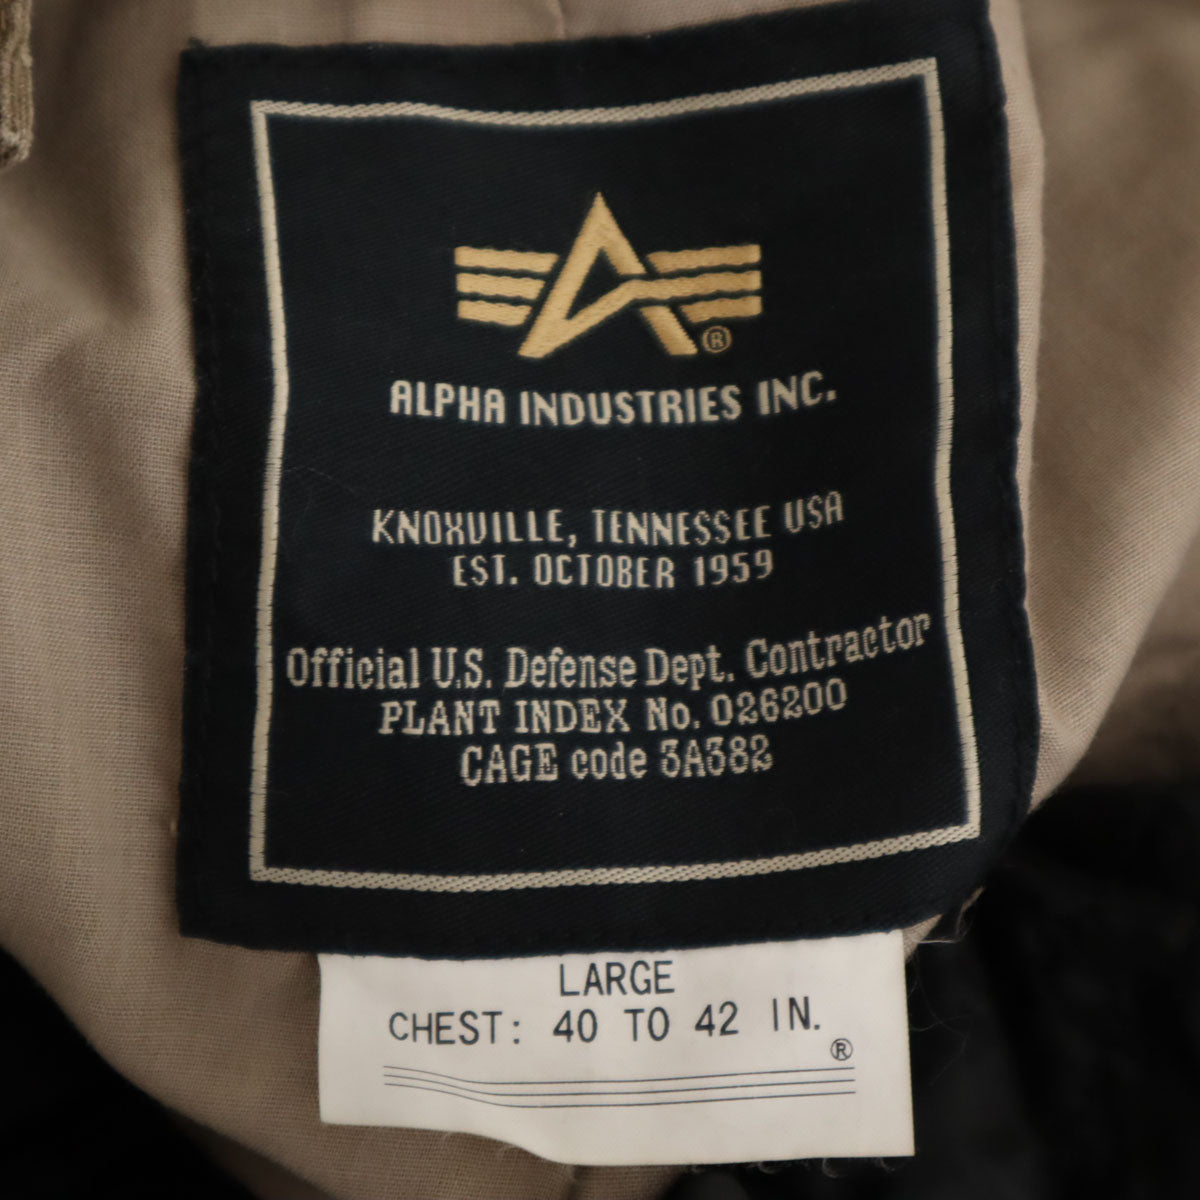 ®
ALPHA INDUSTRIES INC.
KNOXVILLE, TENNESSEE USA
EST. OCTOBER 1959
Official U.S. Defense Dept. Contractor
PLANT INDEX No. 026200
CAGE code 3A382
LARGE
CHEST: 40 TO 42 IN.
®